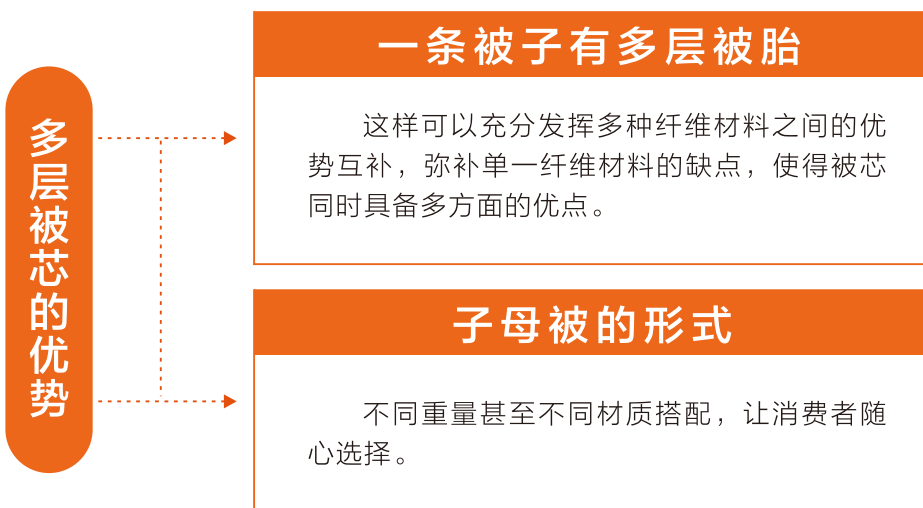 多层被芯的优势
一条被子有多层被胎
这样可以充分发挥多种纤维材料之间的优
势互补，弥补单一纤维材料的缺点，使得被芯
同时具备多方面的优点。
子母被的形式
不同重量甚至不同材质搭配，让消费者随
心选择。